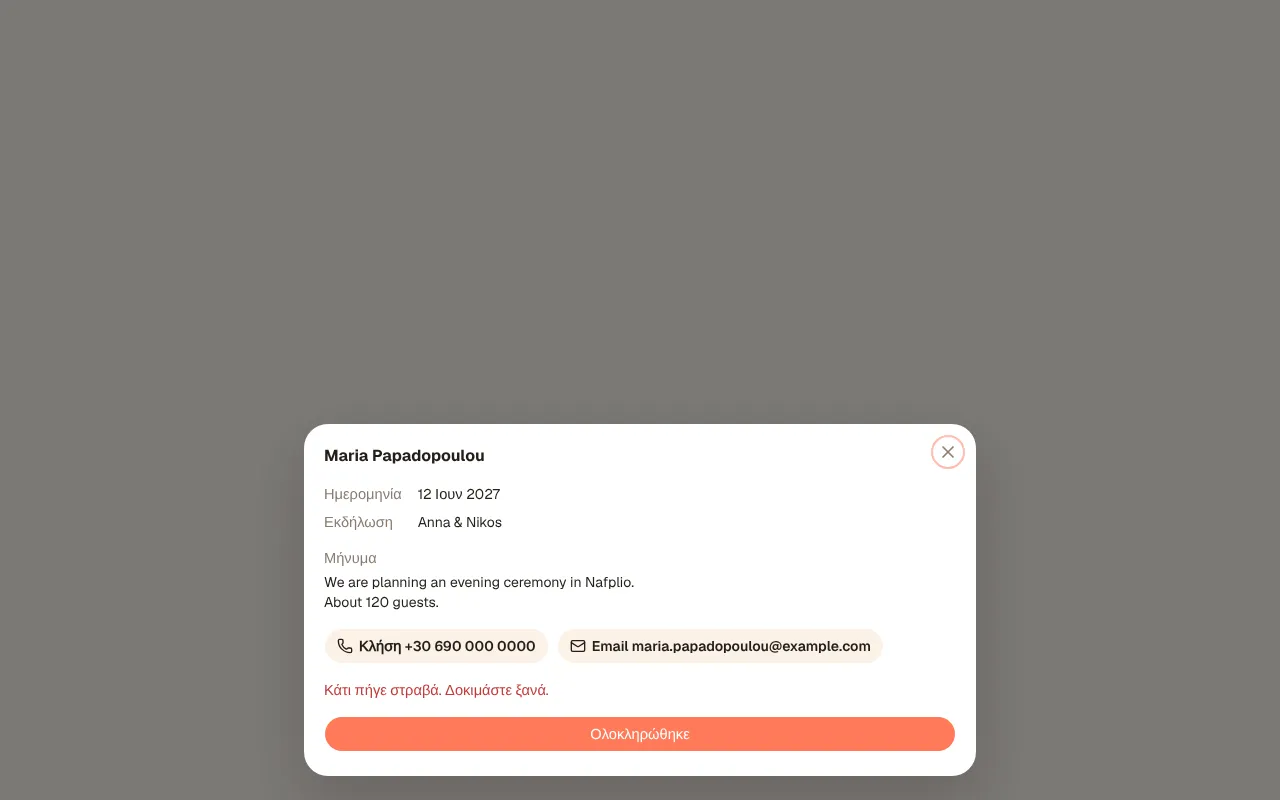 Maria Papadopoulou
Ημερομηνία 12 Ιουν 2027
Εκδήλωση Anna & Nikos
Μήνυμα
We are planning an evening ceremony in Nafplio.
About 120 guests.
Κλήση +30 690 000 0000 Email maria.papadopoulou@example.com
Κάτι πήγε στραβά. Δοκιμάστε ξανά.
Ολοκληρώθηκε